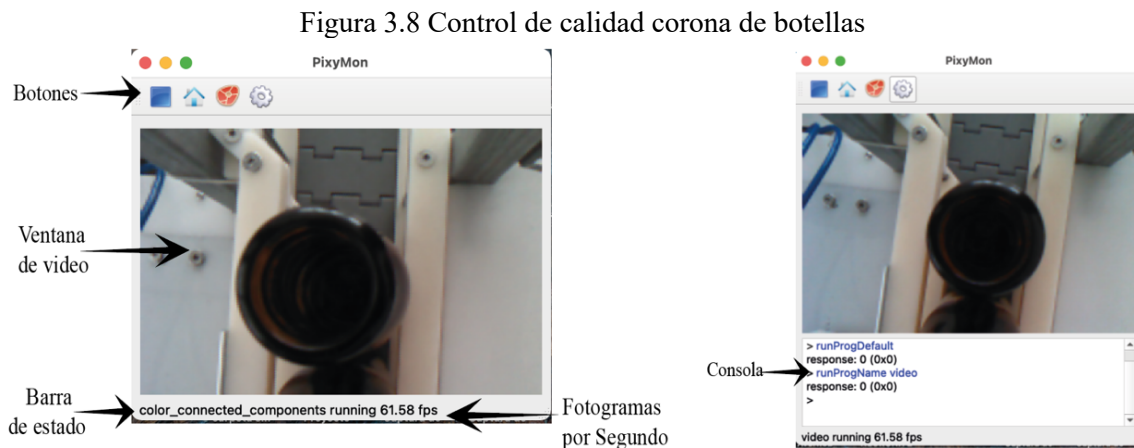 Figura 3.8 Control de calidad corona de botellas
PixyMon
Botones
Ventana
de video
Barra
de estado
color_connected_components running 61.58 fps
Fotogramas
por Segundo
PixyMon
Consola
> runProgDefault
response: 0 (0x0)
> runProgName video
response: 0 (0x0)
>
video running 61.58 fps